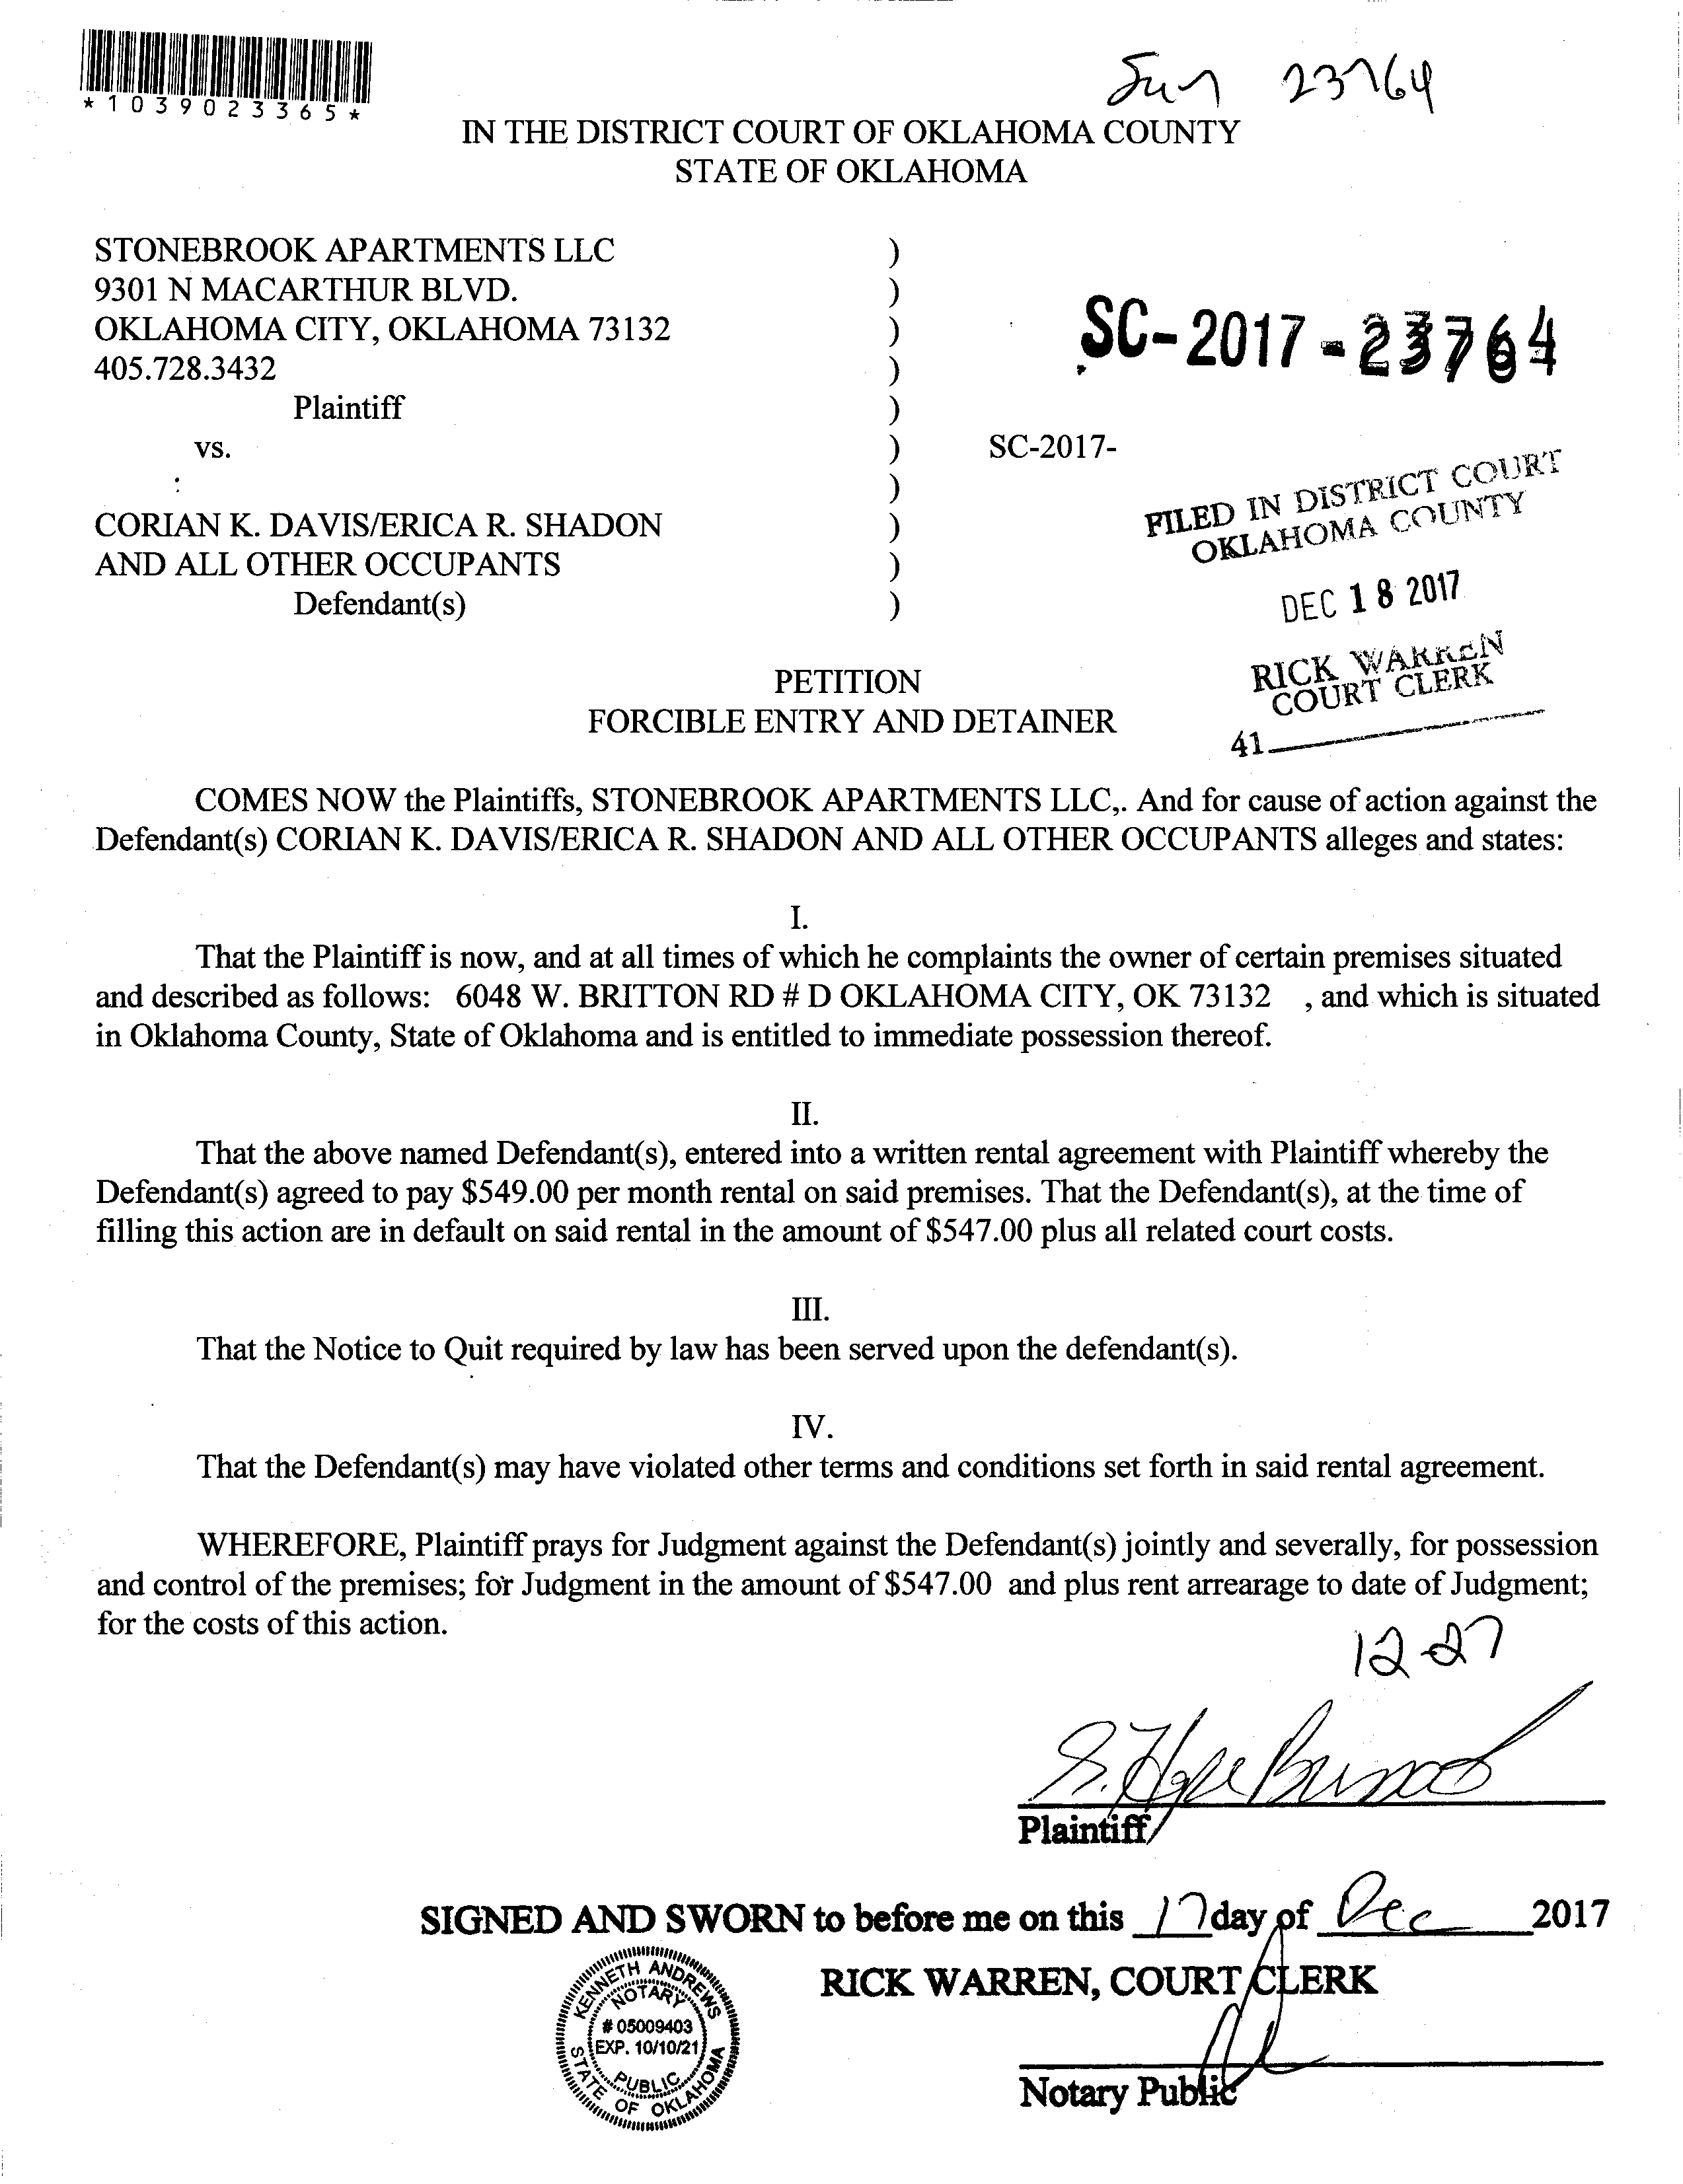 *1039023365*
23764
IN THE DISTRICT COURT OF OKLAHOMA COUNTY
STATE OF OKLAHOMA
STONEBROOK APARTMENTS LLC )
9301 N MACARTHUR BLVD. )
OKLAHOMA CITY, OKLAHOMA 73132 )
405.728.3432 )
Plaintiff )
SC-2017-23764
vs. ) SC-2017-
: )
CORIAN K. DAVIS/ERICA R. SHADON )
AND ALL OTHER OCCUPANTS )
Defendant(s) )
FILED IN DISTRICT COURT
OKLAHOMA COUNTY
DEC 18 2017
RICK WARREN
COURT CLERK
41
PETITION
FORCIBLE ENTRY AND DETAINER
COMES NOW the Plaintiffs, STONEBROOK APARTMENTS LLC,. And for cause of action against the
Defendant(s) CORIAN K. DAVIS/ERICA R. SHADON AND ALL OTHER OCCUPANTS alleges and states:
I.
That the Plaintiff is now, and at all times of which he complaints the owner of certain premises situated
and described as follows: 6048 W. BRITTON RD # D OKLAHOMA CITY, OK 73132 , and which is situated
in Oklahoma County, State of Oklahoma and is entitled to immediate possession thereof.
II.
That the above named Defendant(s), entered into a written rental agreement with Plaintiff whereby the
Defendant(s) agreed to pay $549.00 per month rental on said premises. That the Defendant(s), at the time of
filling this action are in default on said rental in the amount of $547.00 plus all related court costs.
III.
That the Notice to Quit required by law has been served upon the defendant(s).
IV.
That the Defendant(s) may have violated other terms and conditions set forth in said rental agreement.
WHEREFORE, Plaintiff prays for Judgment against the Defendant(s) jointly and severally, for possession
and control of the premises; for Judgment in the amount of $547.00 and plus rent arrearage to date of Judgment;
for the costs of this action.
12-27
Plaintiff
SIGNED AND SWORN to before me on this 17 day of Dec 2017
RICK WARREN, COURT CLERK
Notary Public
KENNETH ANDREWS
NOTARY
# 05009403
EXP. 10/10/21
PUBLIC
STATE OF OKLAHOMA